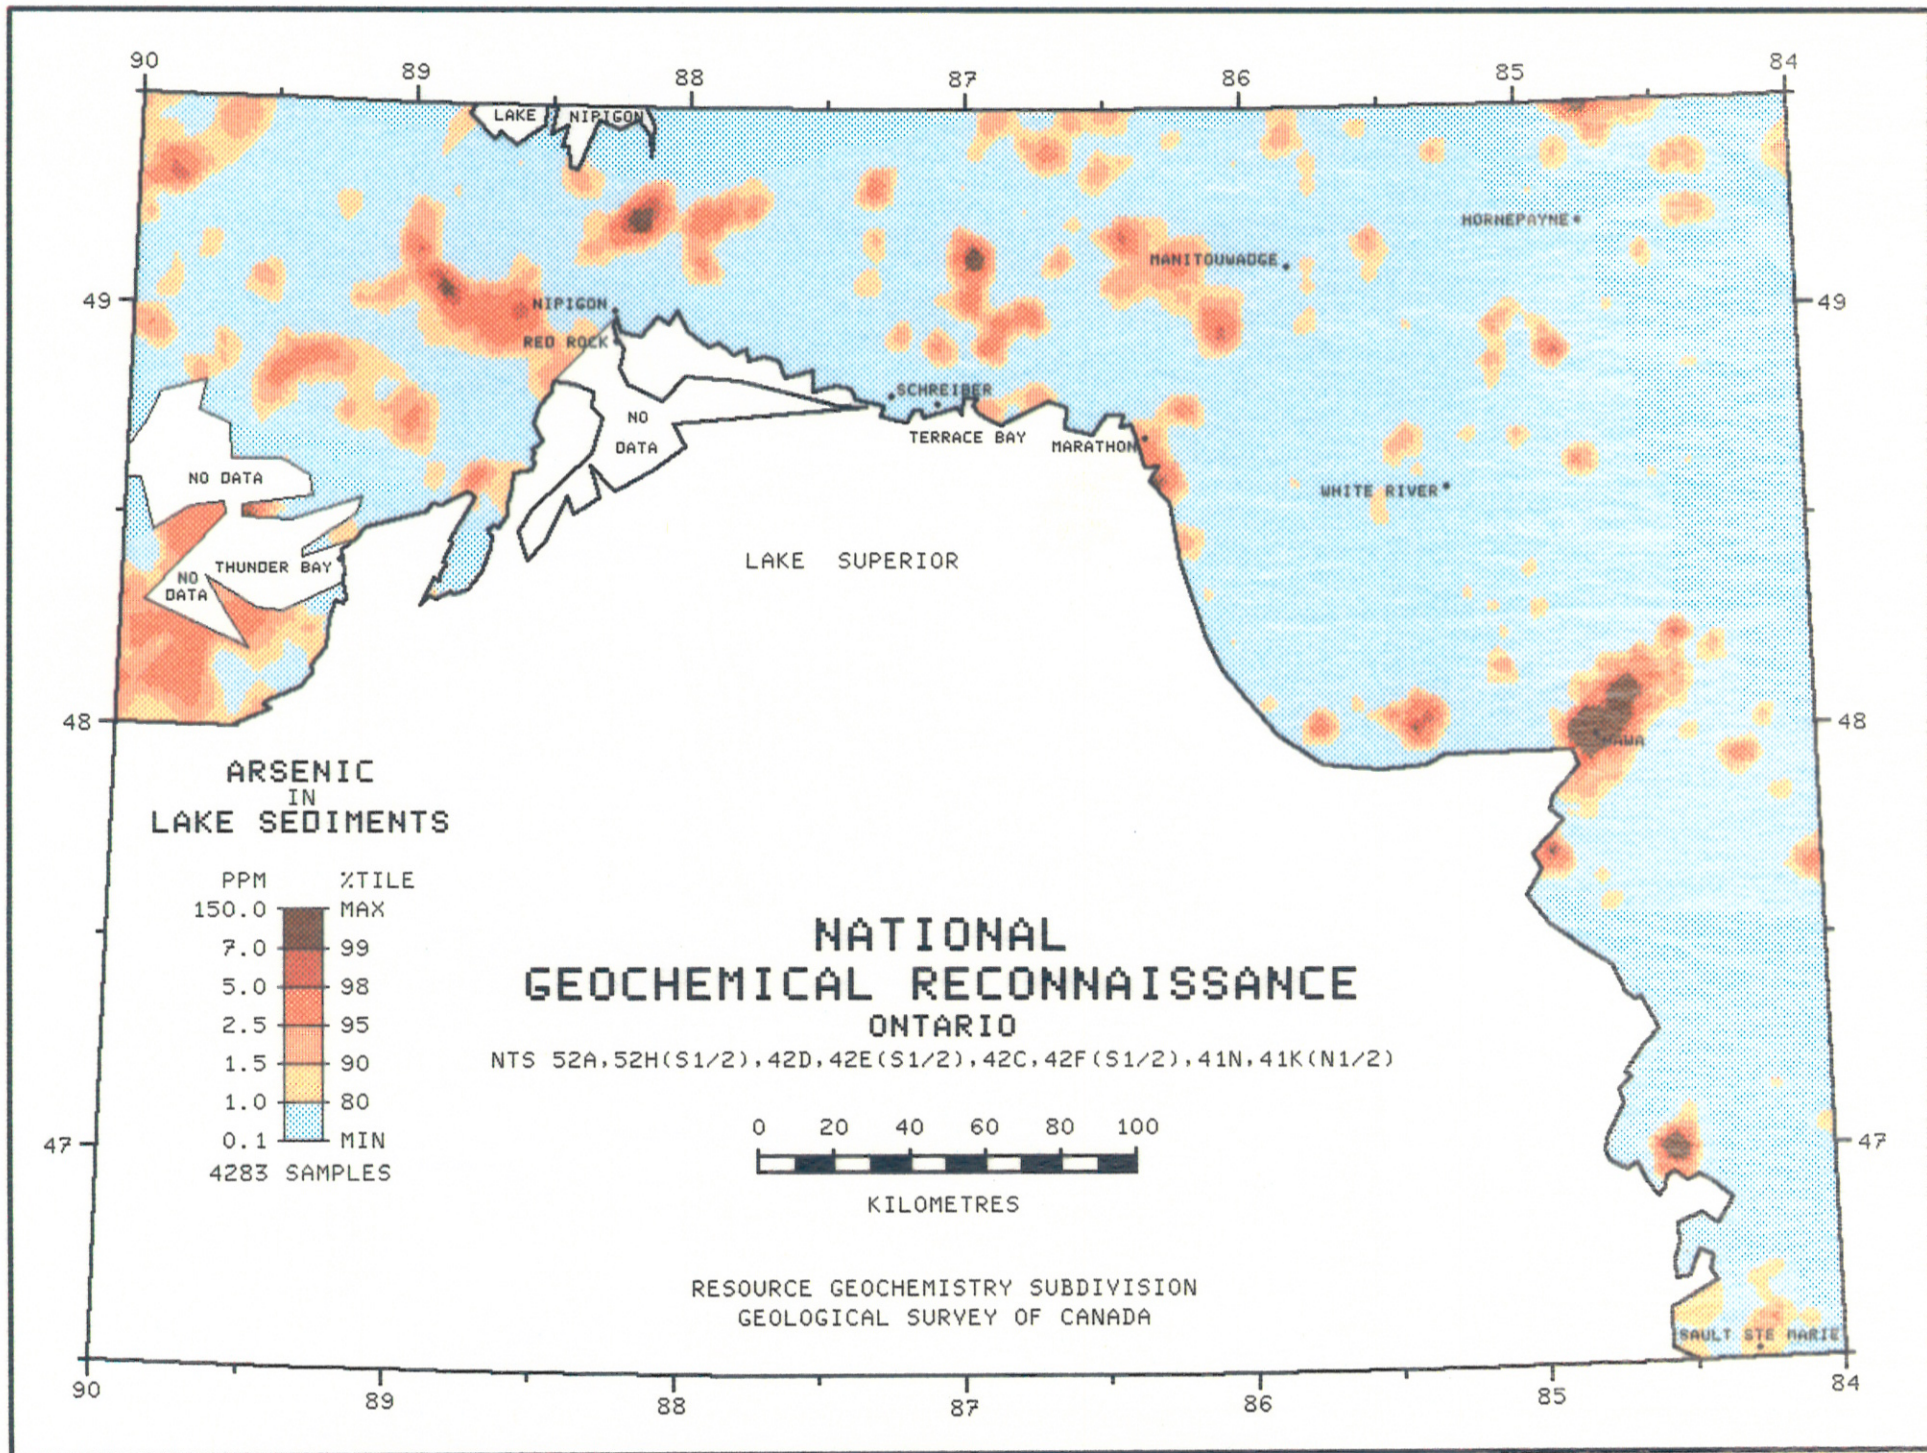 90 89 88 87 86 85 84
LAKE NIPIGON
HORNEPAYNE
MANITOUWADGE
49 49
NIPIGON
RED ROCK
SCHREIBER
NO
DATA
TERRACE BAY
MARATHON
NO DATA
WHITE RIVER
THUNDER BAY
LAKE SUPERIOR
NO
DATA
48 48
ARSENIC
IN
LAKE SEDIMENTS
PPM %TILE
150.0 MAX
7.0 99
5.0 98
2.5 95
1.5 90
1.0 80
0.1 MIN
4283 SAMPLES
NATIONAL
GEOCHEMICAL RECONNAISSANCE
ONTARIO
NTS 52A,52H(S1/2),42D,42E(S1/2),42C,42F(S1/2),41N,41K(N1/2)
0 20 40 60 80 100
KILOMETRES
47 47
RESOURCE GEOCHEMISTRY SUBDIVISION
GEOLOGICAL SURVEY OF CANADA
SAULT STE MARIE
90 89 88 87 86 85 84